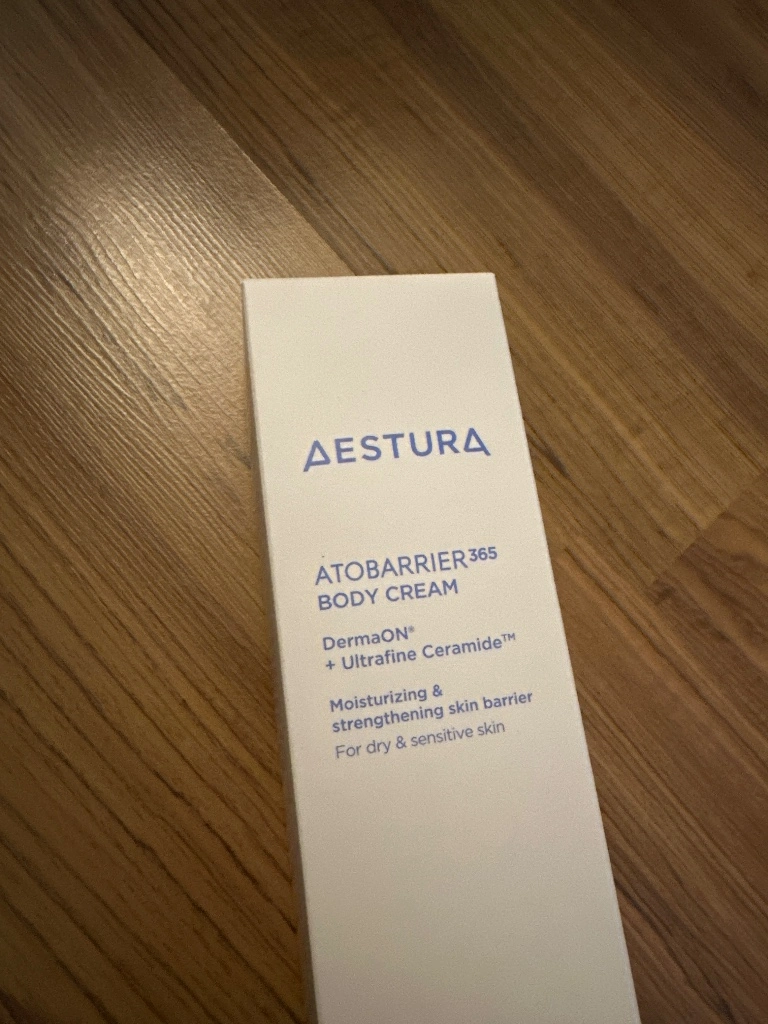 AESTURA
ATOBARRIER³⁶⁵
BODY CREAM
DermaON®
+ Ultrafine Ceramide™
Moisturizing &
strengthening skin barrier
For dry & sensitive skin